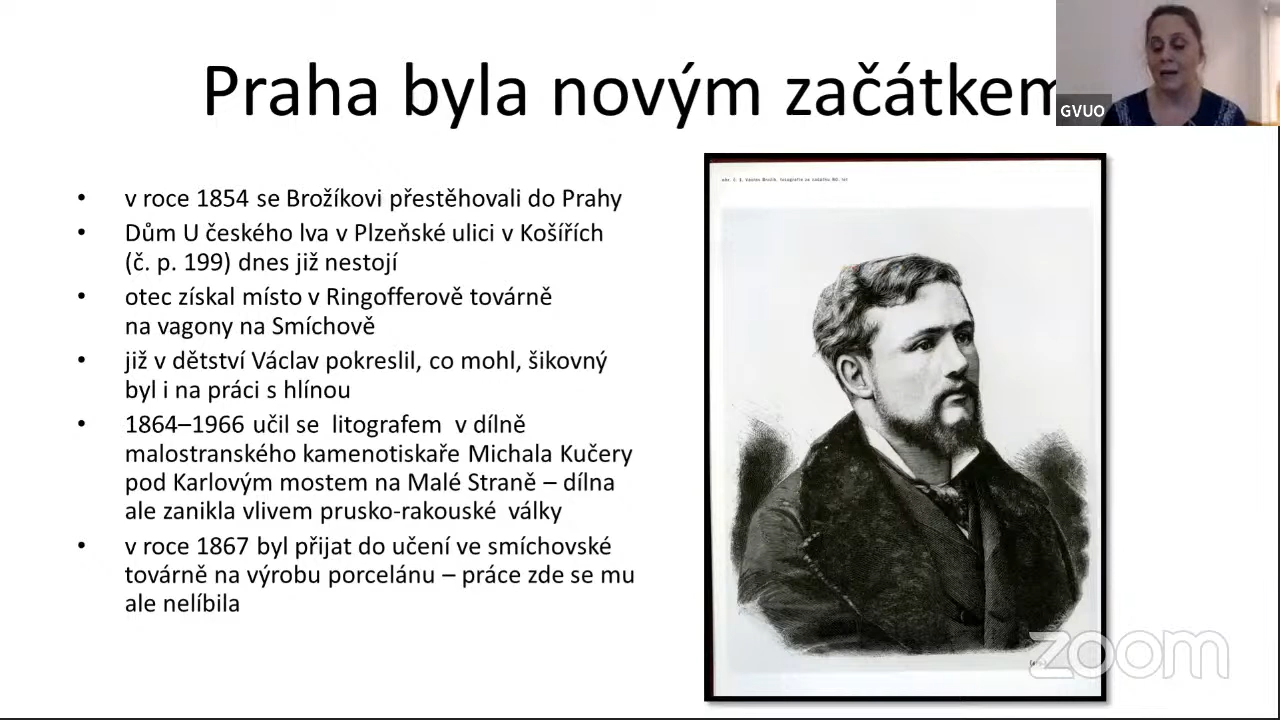 Praha byla novým začátkem
GVUO
v roce 1854 se Brožíkovi přestěhovali do Prahy
Dům U českého lva v Plzeňské ulici v Košířích
(č. p. 199) dnes již nestojí
otec získal místo v Ringofferově továrně
na vagony na Smíchově
již v dětství Václav pokreslil, co mohl, šikovný
byl i na práci s hlínou
1864–1966 učil se litografem v dílně
malostranského kamenotiskaře Michala Kučery
pod Karlovým mostem na Malé Straně – dílna
ale zanikla vlivem prusko-rakouské války
v roce 1867 byl přijat do učení ve smíchovské
továrně na výrobu porcelánu – práce zde se mu
ale nelíbila
zoom